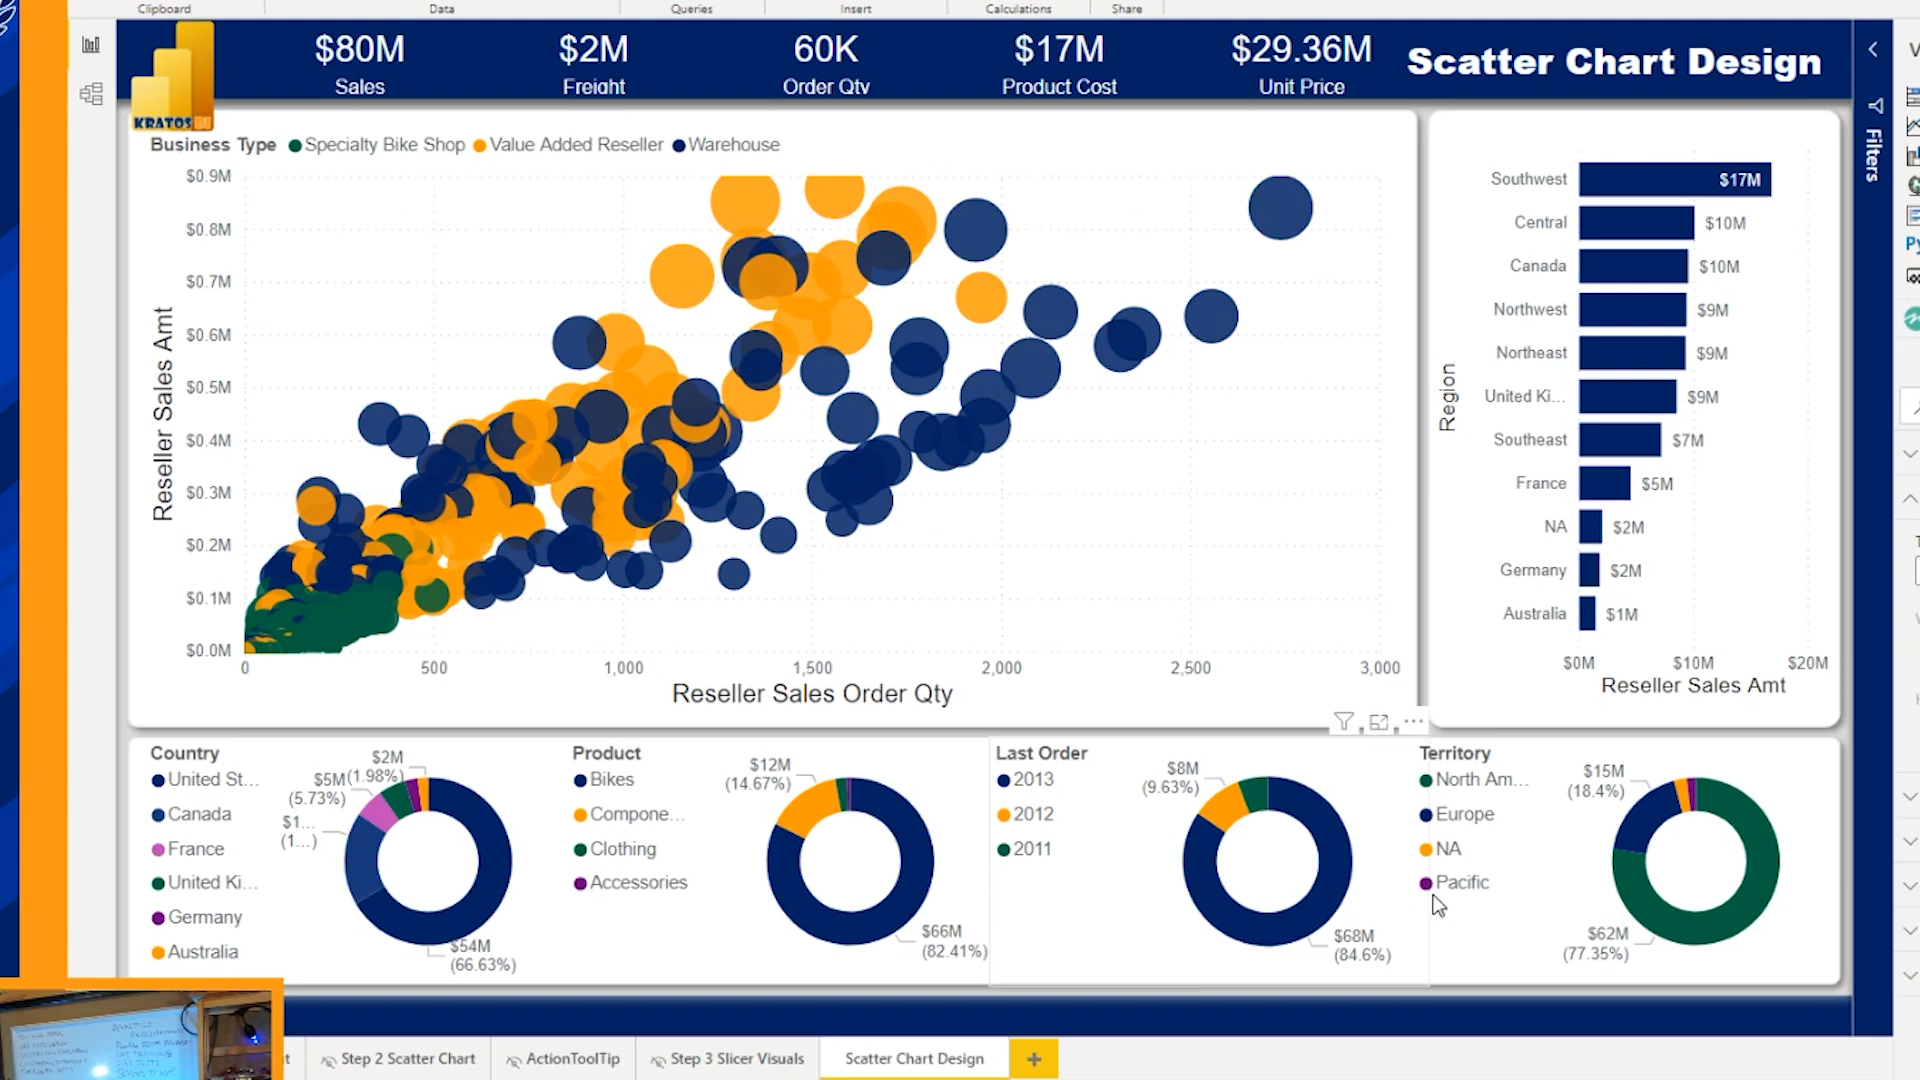 Clipboard
Data
Queries
Insert
Calculations
Share
$80M
Sales
$2M
Freight
60K
Order Qty
$17M
Product Cost
$29.36M
Unit Price
Scatter Chart Design
KRATOS BI
Filters
Business Type Specialty Bike Shop Value Added Reseller Warehouse
Reseller Sales Amt
$0.9M
$0.8M
$0.7M
$0.6M
$0.5M
$0.4M
$0.3M
$0.2M
$0.1M
$0.0M
0 500 1,000 1,500 2,000 2,500 3,000
Reseller Sales Order Qty
Region
Southwest $17M
Central $10M
Canada $10M
Northwest $9M
Northeast $9M
United Ki... $9M
Southeast $7M
France $5M
NA $2M
Germany $2M
Australia $1M
$0M $10M $20M
Reseller Sales Amt
Country
United St...
Canada
France
United Ki...
Germany
Australia
$2M
(1.98%)
$5M
(5.73%)
$1...
(1...)
$54M
(66.63%)
Product
Bikes
Compone...
Clothing
Accessories
$12M
(14.67%)
$66M
(82.41%)
Last Order
2013
2012
2011
$8M
(9.63%)
$68M
(84.6%)
Territory
North Am...
Europe
NA
Pacific
$15M
(18.4%)
$62M
(77.35%)
Step 2 Scatter Chart
ActionToolTip
Step 3 Slicer Visuals
Scatter Chart Design
+